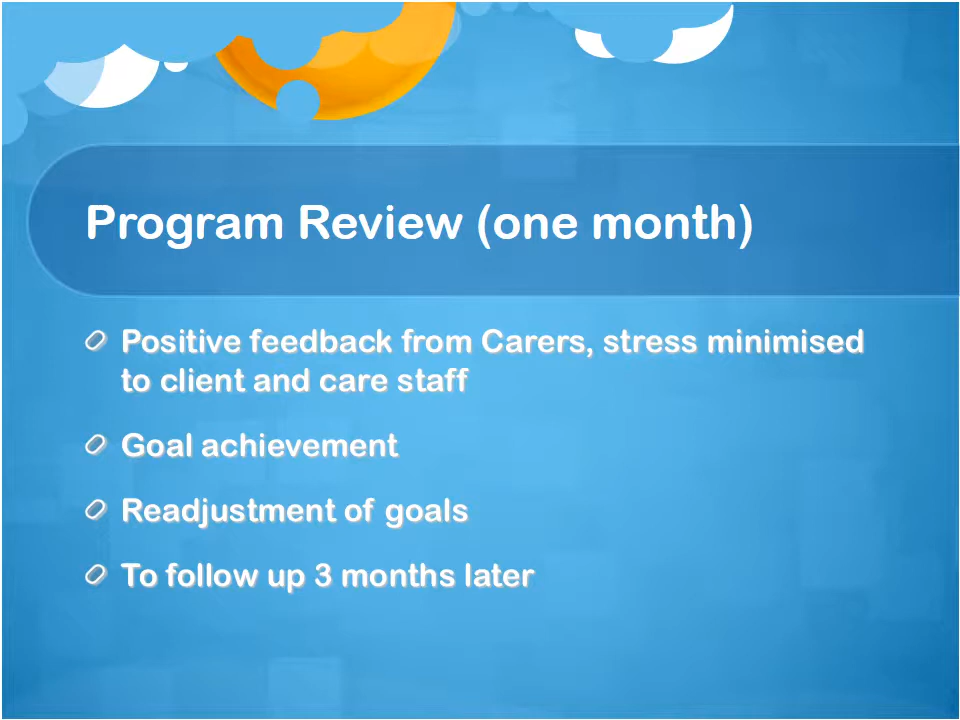 Program Review (one month)
Positive feedback from Carers, stress minimised
to client and care staff
Goal achievement
Readjustment of goals
To follow up 3 months later